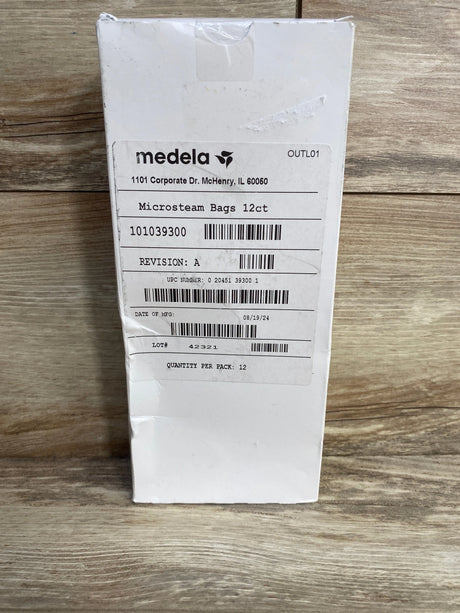 medela
OUTL01
1101 Corporate Dr. McHenry, IL 60050
Microsteam Bags 12ct
101039300
REVISION: A
UPC NUMBER: 0 20451 39300 1
DATE OF MFG: 08/19/24
LOT# 42321
QUANTITY PER PACK: 12